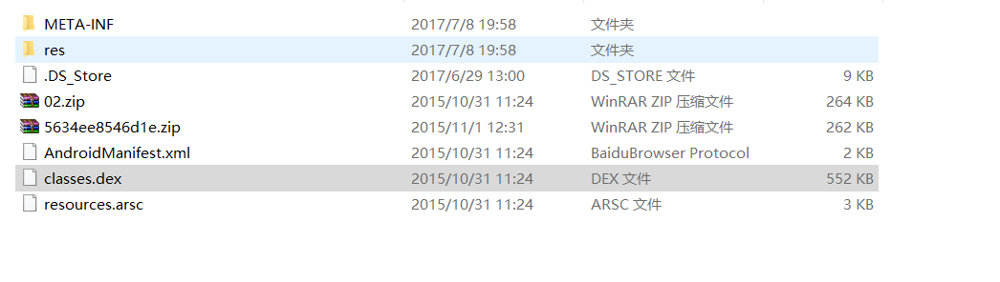 META-INF 2017/7/8 19:58 文件夹
res 2017/7/8 19:58 文件夹
.DS_Store 2017/6/29 13:00 DS_STORE 文件 9 KB
02.zip 2015/10/31 11:24 WinRAR ZIP 压缩文件 264 KB
5634ee8546d1e.zip 2015/11/1 12:31 WinRAR ZIP 压缩文件 262 KB
AndroidManifest.xml 2015/10/31 11:24 BaiduBrowser Protocol 2 KB
classes.dex 2015/10/31 11:24 DEX 文件 552 KB
resources.arsc 2015/10/31 11:24 ARSC 文件 3 KB